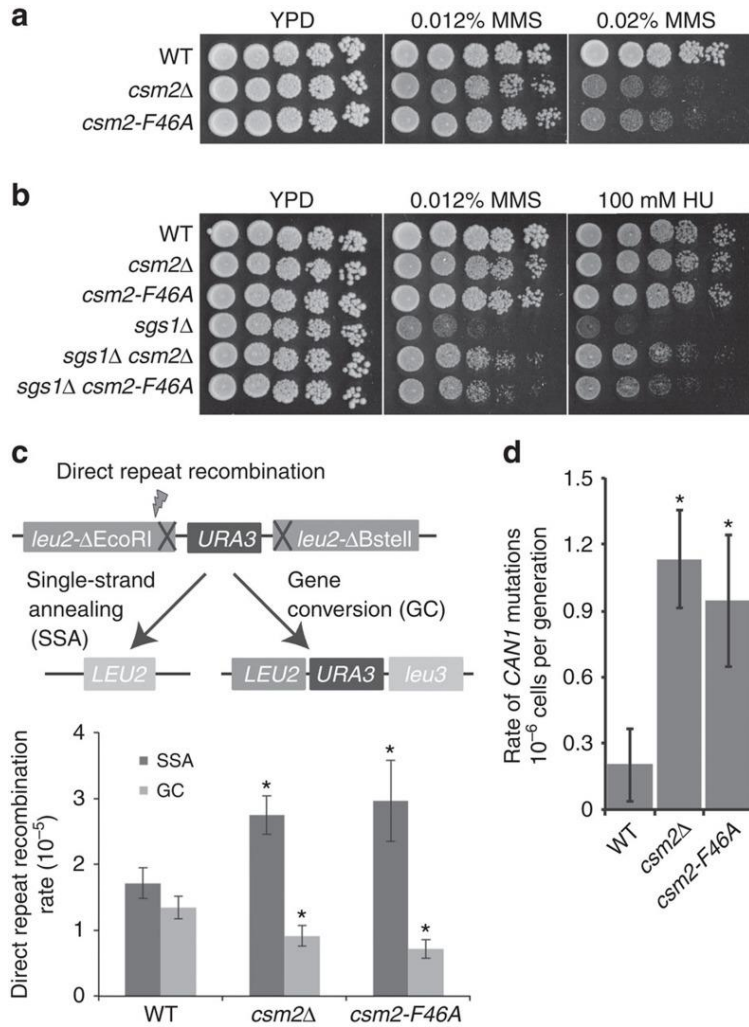 a
YPD 0.012% MMS 0.02% MMS
WT
csm2Δ
csm2-F46A
b
YPD 0.012% MMS 100 mM HU
WT
csm2Δ
csm2-F46A
sgs1Δ
sgs1Δ csm2Δ
sgs1Δ csm2-F46A
c
Direct repeat recombination
leu2-ΔEcoRI URA3 leu2-ΔBstell
Single-strand
annealing
(SSA)
Gene
conversion (GC)
LEU2
LEU2 URA3 leu3
Direct repeat recombination
rate (10⁻⁵)
4
3
2
1
0
SSA
GC
* * * *
WT csm2Δ csm2-F46A
d
Rate of CAN1 mutations
10⁻⁶ cells per generation
1.5
1.2
0.9
0.6
0.3
0
* *
WT
csm2Δ
csm2-F46A